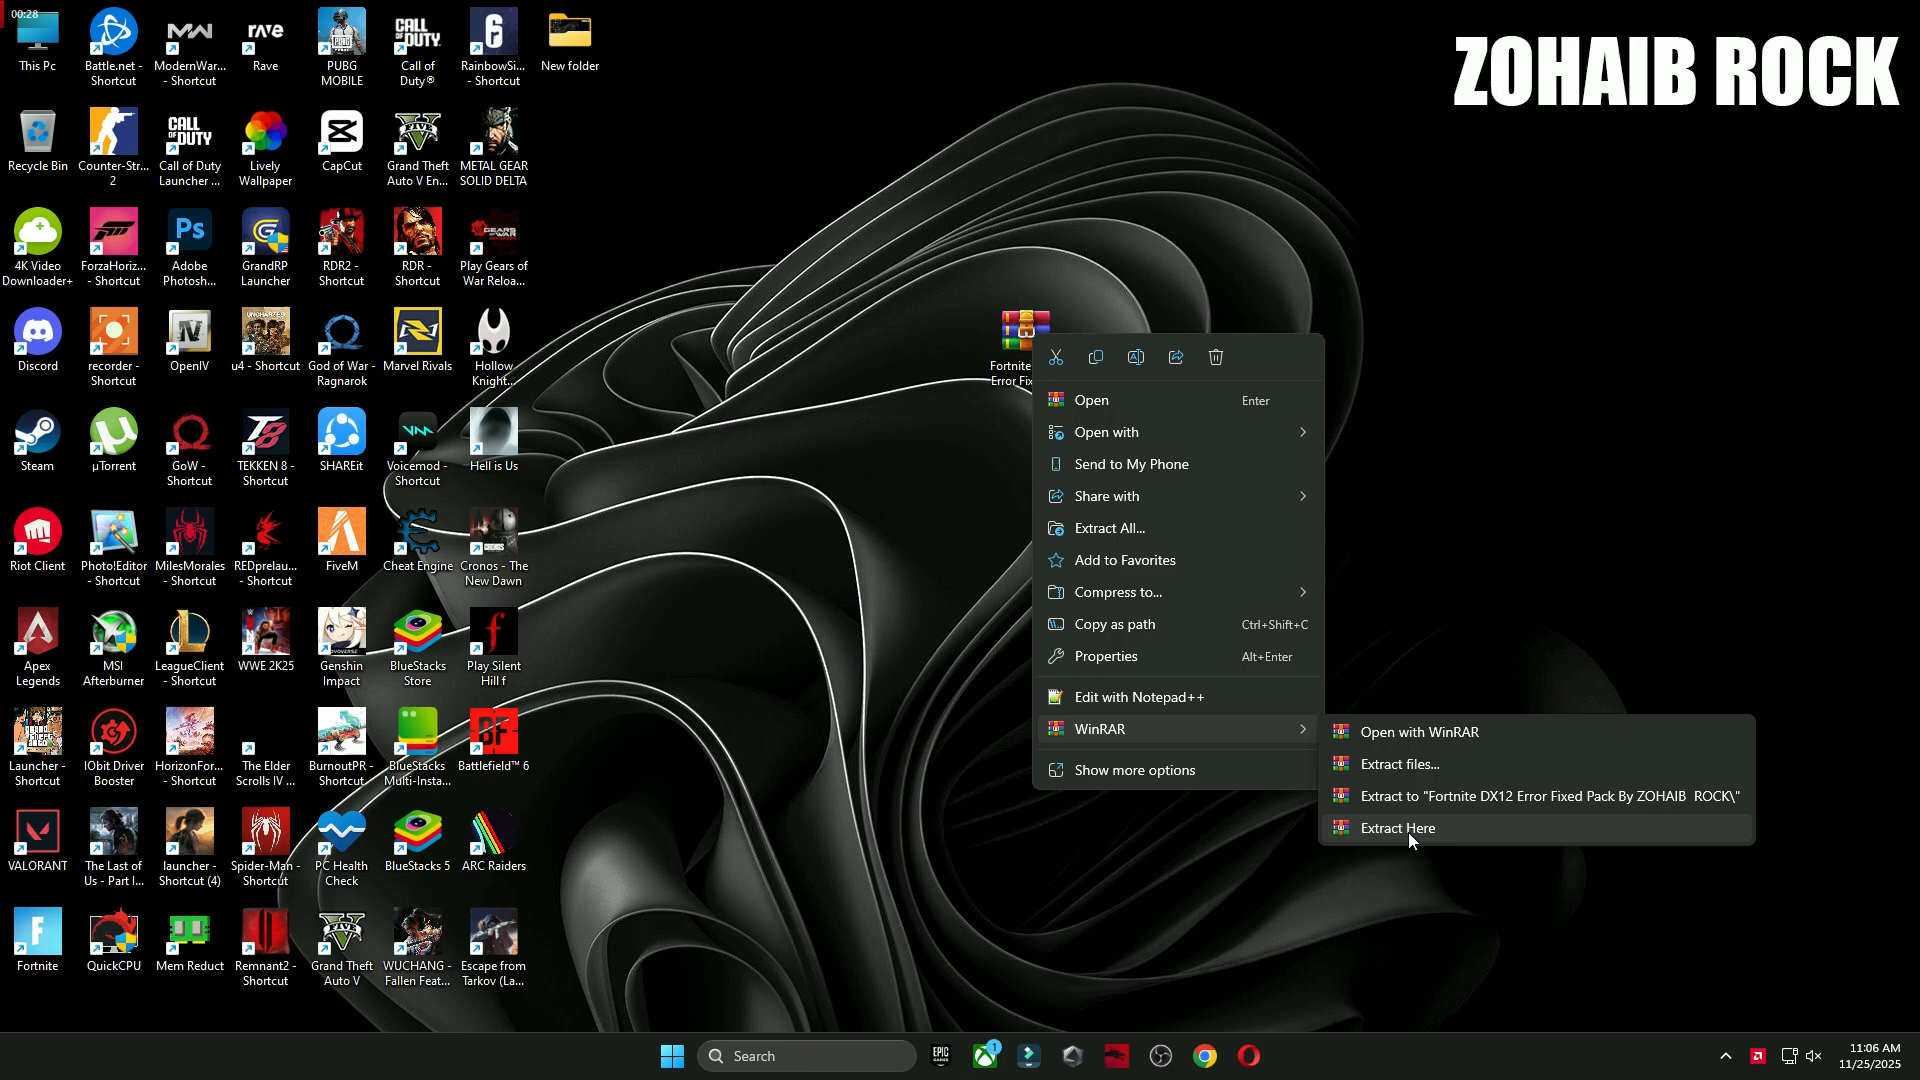 00:28
ZOHAIB ROCK
This Pc
Battle.net -
Shortcut
ModernWar...
- Shortcut
Rave
PUBG
MOBILE
Call of
Duty®
RainbowSi...
- Shortcut
New folder
Recycle Bin
Counter-Str...
2
Call of Duty
Launcher ...
Lively
Wallpaper
CapCut
Grand Theft
Auto V En...
METAL GEAR
SOLID DELTA
4K Video
Downloader+
ForzaHoriz...
- Shortcut
Adobe
Photosh...
GrandRP
Launcher
RDR2 -
Shortcut
RDR -
Shortcut
Play Gears of
War Reloa...
Discord
recorder -
Shortcut
OpenIV
u4 - Shortcut
God of War -
Ragnarok
Marvel Rivals
Hollow
Knight...
Steam
µTorrent
GoW -
Shortcut
TEKKEN 8 -
Shortcut
SHAREit
Voicemod -
Shortcut
Hell is Us
Riot Client
Photo!Editor
- Shortcut
MilesMorales
- Shortcut
REDprelau...
- Shortcut
FiveM
Cheat Engine
Cronos - The
New Dawn
Apex
Legends
MSI
Afterburner
LeagueClient
- Shortcut
WWE 2K25
Genshin
Impact
BlueStacks
Store
Play Silent
Hill f
Launcher -
Shortcut
IObit Driver
Booster
HorizonFor...
- Shortcut
The Elder
Scrolls IV ...
BurnoutPR -
Shortcut
BlueStacks
Multi-Insta...
Battlefield™ 6
VALORANT
The Last of
Us - Part I...
launcher -
Shortcut (4)
Spider-Man -
Shortcut
PC Health
Check
BlueStacks 5
ARC Raiders
Fortnite
QuickCPU
Mem Reduct
Remnant2 -
Shortcut
Grand Theft
Auto V
WUCHANG -
Fallen Feat...
Escape from
Tarkov (La...
Fortnite
Error Fix
Open Enter
Open with
Send to My Phone
Share with
Extract All...
Add to Favorites
Compress to...
Copy as path Ctrl+Shift+C
Properties Alt+Enter
Edit with Notepad++
WinRAR
Show more options
Open with WinRAR
Extract files...
Extract to "Fortnite DX12 Error Fixed Pack By ZOHAIB  ROCK\"
Extract Here
Search
1
11:06 AM
11/25/2025